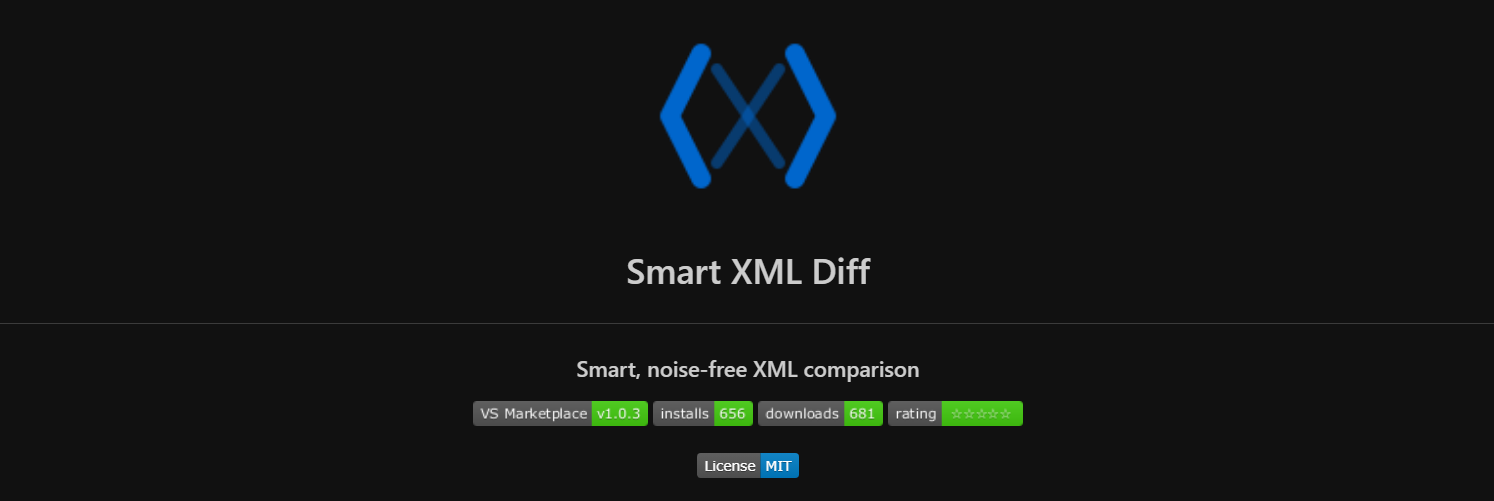 Smart XML Diff
Smart, noise-free XML comparison
VS Marketplace v1.0.3 installs 656 downloads 681 rating ☆☆☆☆☆
License MIT